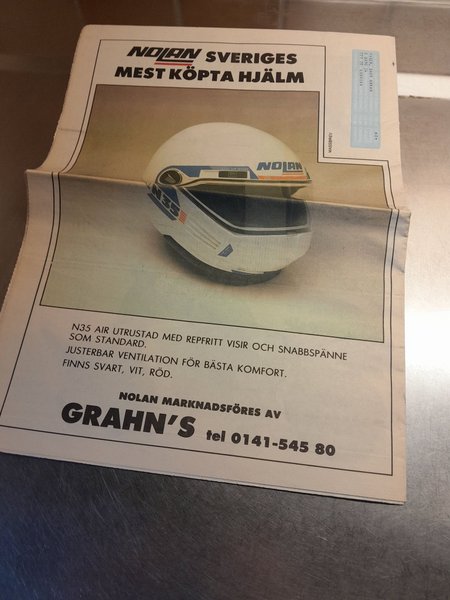 NOLAN SVERIGES
MEST KÖPTA HJÄLM
NOLAN
N35
N35 AIR UTRUSTAD MED REPFRITT VISIR OCH SNABBSPÄNNE
SOM STANDARD.
JUSTERBAR VENTILATION FÖR BÄSTA KOMFORT.
FINNS SVART, VIT, RÖD.
NOLAN MARKNADSFÖRES AV
GRAHN'S tel 0141-545 80